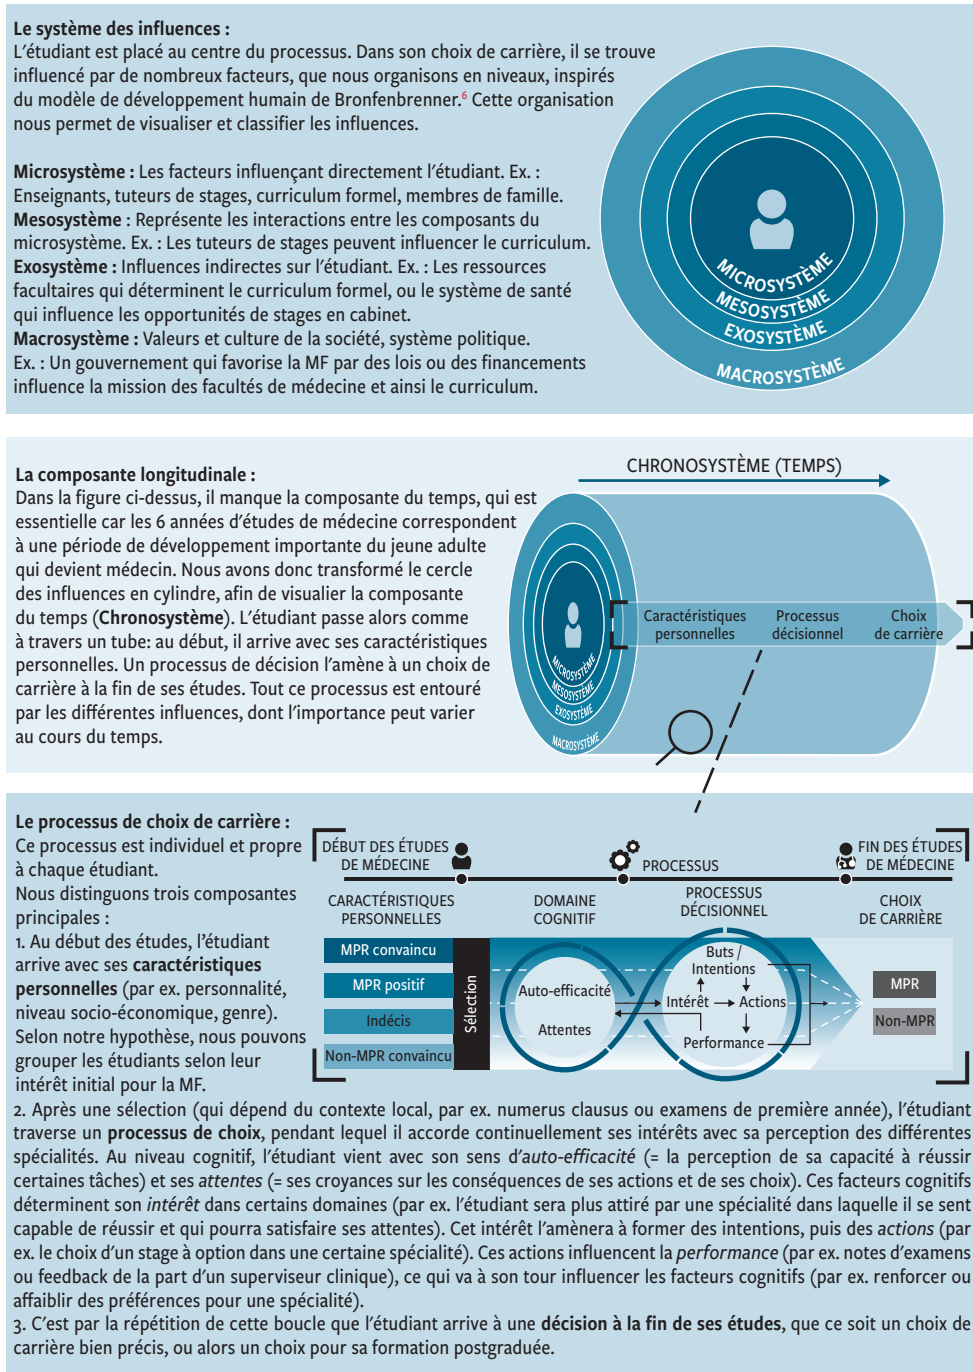 Le système des influences :
L'étudiant est placé au centre du processus. Dans son choix de carrière, il se trouve
influencé par de nombreux facteurs, que nous organisons en niveaux, inspirés
du modèle de développement humain de Bronfenbrenner.6 Cette organisation
nous permet de visualiser et classifier les influences.
Microsystème : Les facteurs influençant directement l'étudiant. Ex. :
Enseignants, tuteurs de stages, curriculum formel, membres de famille.
Mesosystème : Représente les interactions entre les composants du
microsystème. Ex. : Les tuteurs de stages peuvent influencer le curriculum.
Exosystème : Influences indirectes sur l'étudiant. Ex. : Les ressources
facultaires qui déterminent le curriculum formel, ou le système de santé
qui influence les opportunités de stages en cabinet.
Macrosystème : Valeurs et culture de la société, système politique.
Ex. : Un gouvernement qui favorise la MF par des lois ou des financements
influence la mission des facultés de médecine et ainsi le curriculum.
MICROSYSTÈME
MESOSYSTÈME
EXOSYSTÈME
MACROSYSTÈME
La composante longitudinale :
Dans la figure ci-dessus, il manque la composante du temps, qui est
essentielle car les 6 années d'études de médecine correspondent
à une période de développement importante du jeune adulte
qui devient médecin. Nous avons donc transformé le cercle
des influences en cylindre, afin de visualier la composante
du temps (Chronosystème). L'étudiant passe alors comme
à travers un tube: au début, il arrive avec ses caractéristiques
personnelles. Un processus de décision l'amène à un choix de
carrière à la fin de ses études. Tout ce processus est entouré
par les différentes influences, dont l'importance peut varier
au cours du temps.
CHRONOSYSTÈME (TEMPS)
MICROSYSTÈME
MESOSYSTÈME
EXOSYSTÈME
MACROSYSTÈME
Caractéristiques
personnelles
Processus
décisionnel
Choix
de carrière
Le processus de choix de carrière :
Ce processus est individuel et propre
à chaque étudiant.
Nous distinguons trois composantes
principales :
1. Au début des études, l'étudiant
arrive avec ses caractéristiques
personnelles (par ex. personnalité,
niveau socio-économique, genre).
Selon notre hypothèse, nous pouvons
grouper les étudiants selon leur
intérêt initial pour la MF.
DÉBUT DES ÉTUDES
DE MÉDECINE
PROCESSUS
FIN DES ÉTUDES
DE MÉDECINE
CARACTÉRISTIQUES
PERSONNELLES
DOMAINE
COGNITIF
PROCESSUS
DÉCISIONNEL
CHOIX
DE CARRIÈRE
MPR convaincu
MPR positif
Indécis
Non-MPR convaincu
Sélection
Auto-efficacité
Attentes
Buts /
Intentions
Intérêt
Actions
Performance
MPR
Non-MPR
2. Après une sélection (qui dépend du contexte local, par ex. numerus clausus ou examens de première année), l'étudiant
traverse un processus de choix, pendant lequel il accorde continuellement ses intérêts avec sa perception des différentes
spécialités. Au niveau cognitif, l'étudiant vient avec son sens d'auto-efficacité (= la perception de sa capacité à réussir
certaines tâches) et ses attentes (= ses croyances sur les conséquences de ses actions et de ses choix). Ces facteurs cognitifs
déterminent son intérêt dans certains domaines (par ex. l'étudiant sera plus attiré par une spécialité dans laquelle il se sent
capable de réussir et qui pourra satisfaire ses attentes). Cet intérêt l'amènera à former des intentions, puis des actions (par
ex. le choix d'un stage à option dans une certaine spécialité). Ces actions influencent la performance (par ex. notes d'examens
ou feedback de la part d'un superviseur clinique), ce qui va à son tour influencer les facteurs cognitifs (par ex. renforcer ou
affaiblir des préférences pour une spécialité).
3. C'est par la répétition de cette boucle que l'étudiant arrive à une décision à la fin de ses études, que ce soit un choix de
carrière bien précis, ou alors un choix pour sa formation postgraduée.